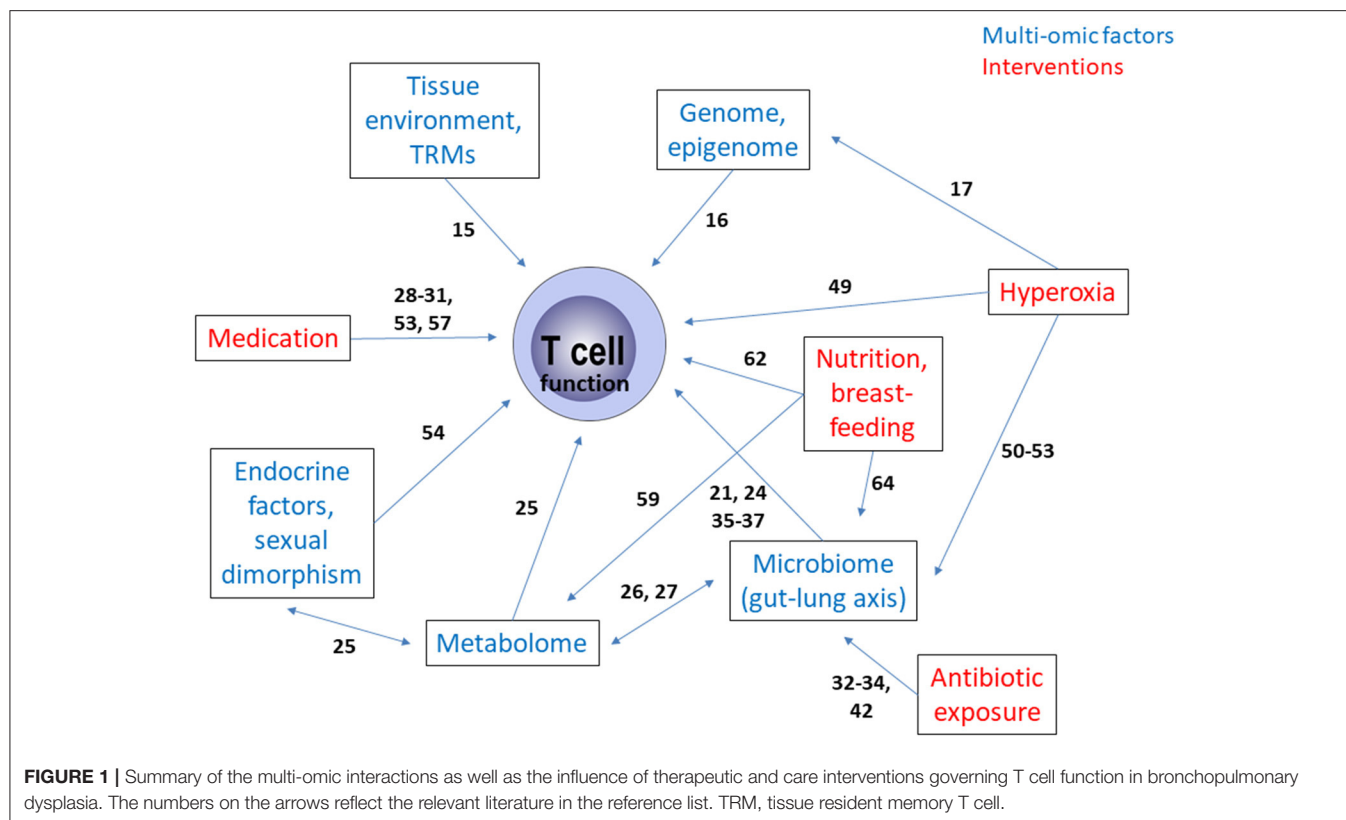 Multi-omic factors
Interventions
Tissue
environment,
TRMs
Genome,
epigenome
17
15
16
28-31,
53, 57
49
Hyperoxia
Medication
T cell
function
62
Nutrition,
breast-
feeding
54
50-53
Endocrine
factors,
sexual
dimorphism
25
59
21, 24
35-37
64
Microbiome
(gut-lung axis)
26, 27
25
Metabolome
32-34,
42
Antibiotic
exposure
FIGURE 1 | Summary of the multi-omic interactions as well as the influence of therapeutic and care interventions governing T cell function in bronchopulmonary
dysplasia. The numbers on the arrows reflect the relevant literature in the reference list. TRM, tissue resident memory T cell.